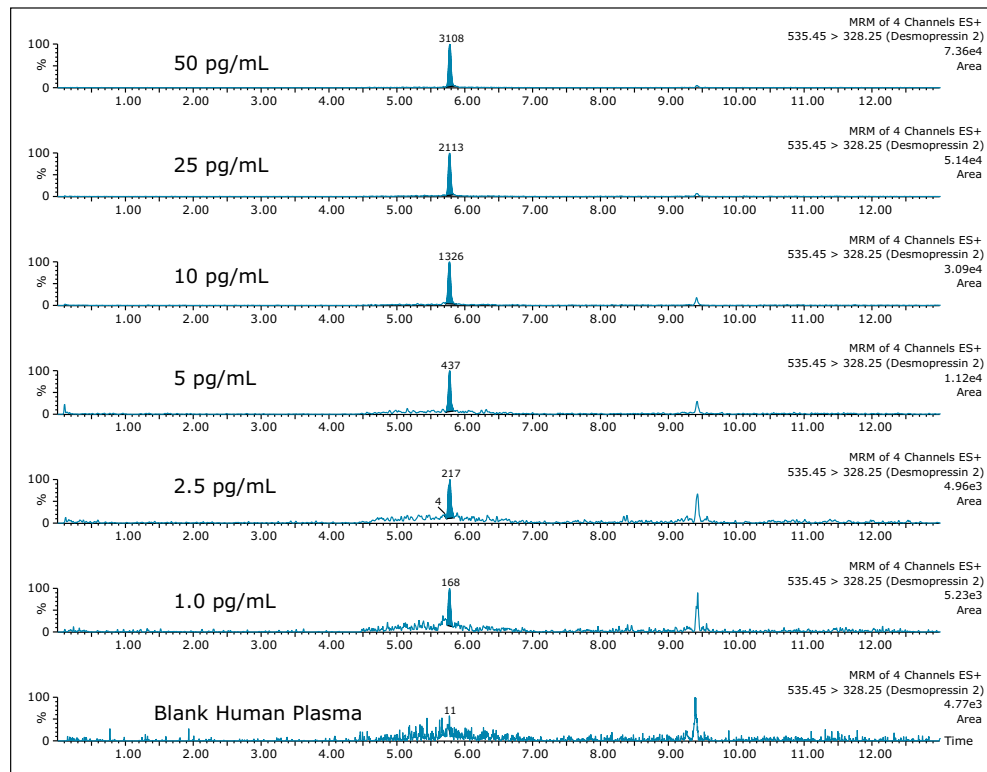 MRM of 4 Channels ES+
535.45 > 328.25 (Desmopressin 2)
7.36e4
Area
3108
100
%
0
50 pg/mL
1.00 2.00 3.00 4.00 5.00 6.00 7.00 8.00 9.00 10.00 11.00 12.00
MRM of 4 Channels ES+
535.45 > 328.25 (Desmopressin 2)
5.14e4
Area
2113
100
%
0
25 pg/mL
1.00 2.00 3.00 4.00 5.00 6.00 7.00 8.00 9.00 10.00 11.00 12.00
MRM of 4 Channels ES+
535.45 > 328.25 (Desmopressin 2)
3.09e4
Area
1326
100
%
0
10 pg/mL
1.00 2.00 3.00 4.00 5.00 6.00 7.00 8.00 9.00 10.00 11.00 12.00
MRM of 4 Channels ES+
535.45 > 328.25 (Desmopressin 2)
1.12e4
Area
437
100
%
0
5 pg/mL
1.00 2.00 3.00 4.00 5.00 6.00 7.00 8.00 9.00 10.00 11.00 12.00
MRM of 4 Channels ES+
535.45 > 328.25 (Desmopressin 2)
4.96e3
Area
217
4
100
%
0
2.5 pg/mL
1.00 2.00 3.00 4.00 5.00 6.00 7.00 8.00 9.00 10.00 11.00 12.00
MRM of 4 Channels ES+
535.45 > 328.25 (Desmopressin 2)
5.23e3
Area
168
100
%
0
1.0 pg/mL
1.00 2.00 3.00 4.00 5.00 6.00 7.00 8.00 9.00 10.00 11.00 12.00
MRM of 4 Channels ES+
535.45 > 328.25 (Desmopressin 2)
4.77e3
Area
11
100
%
0
Blank Human Plasma
Time
1.00 2.00 3.00 4.00 5.00 6.00 7.00 8.00 9.00 10.00 11.00 12.00